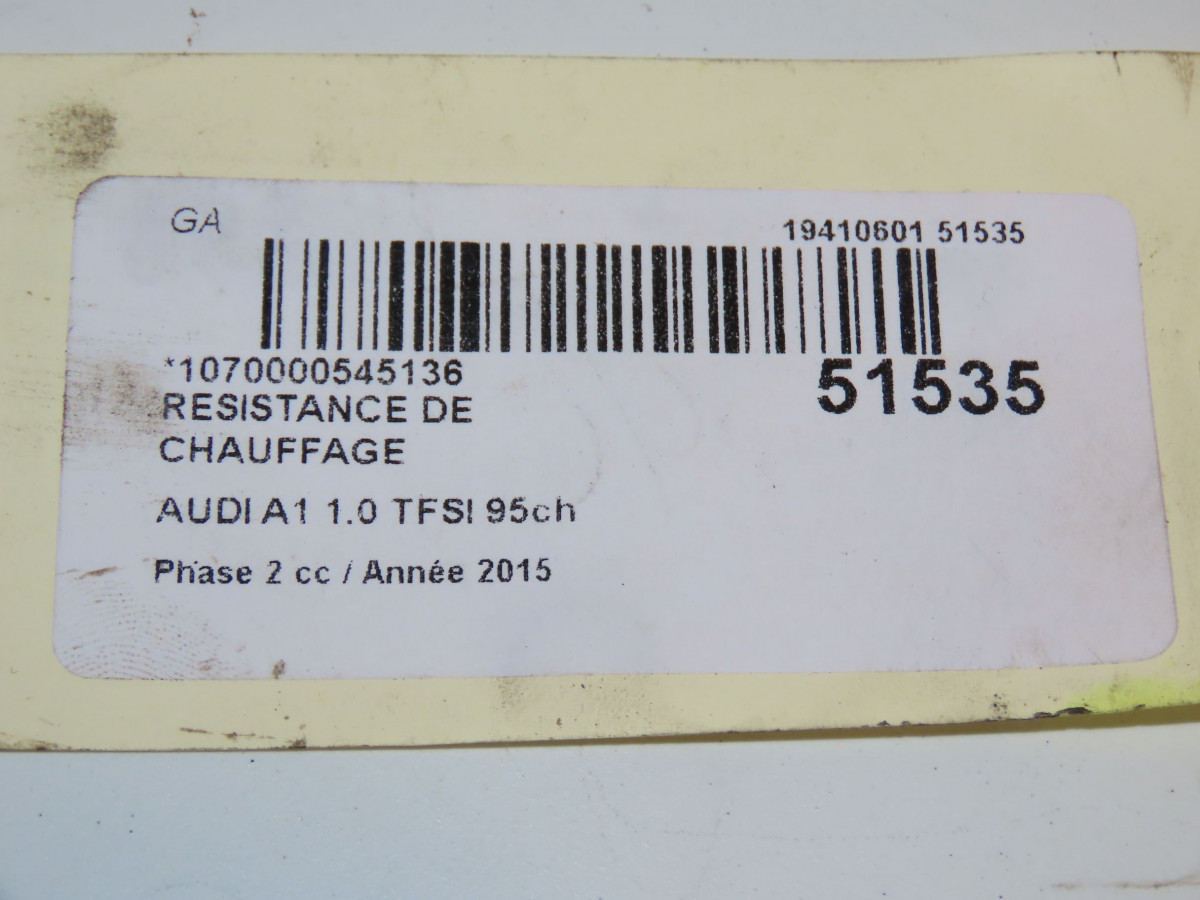 GA 19410601 51535
*1070000545136 51535
RESISTANCE DE
CHAUFFAGE
AUDI A1 1.0 TFSI 95ch
Phase 2 cc / Année 2015